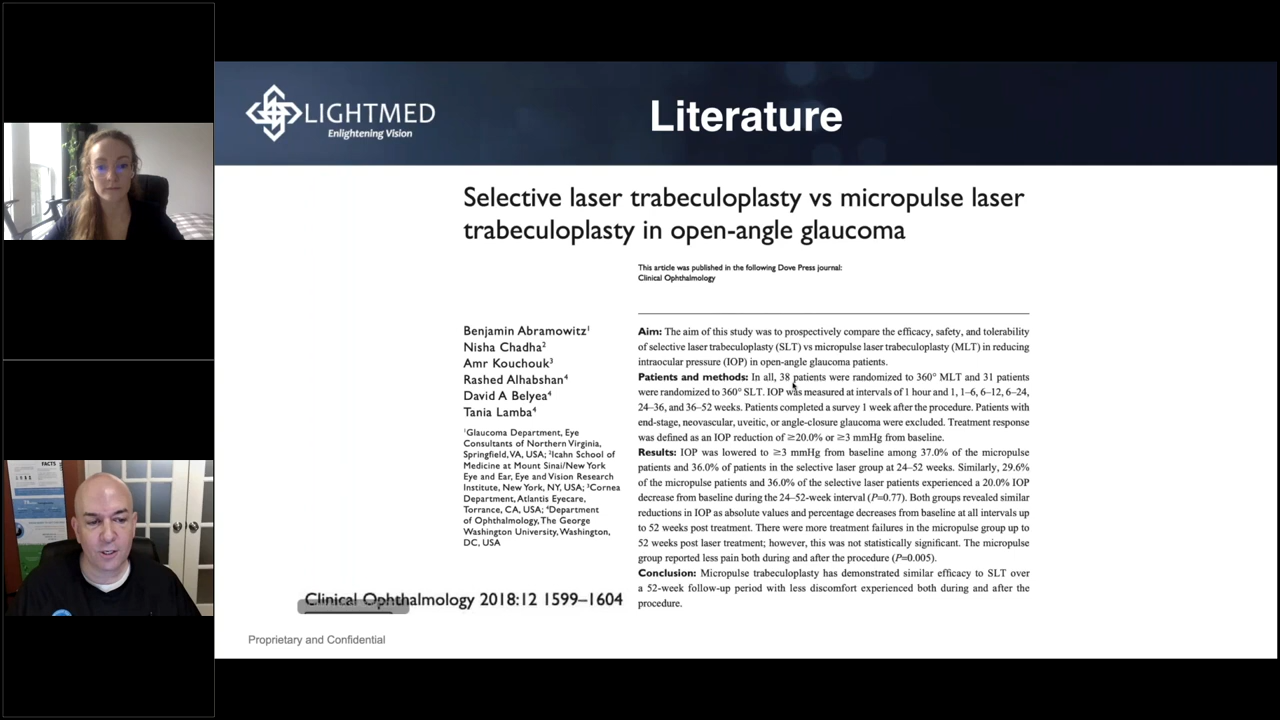 LIGHTMED
Enlightening Vision
Literature
Selective laser trabeculoplasty vs micropulse laser
trabeculoplasty in open-angle glaucoma
This article was published in the following Dove Press journal:
Clinical Ophthalmology
Benjamin Abramowitz¹
Nisha Chadha²
Amr Kouchouk³
Rashed Alhabshan⁴
David A Belyea⁴
Tania Lamba⁴
¹Glaucoma Department, Eye
Consultants of Northern Virginia,
Springfield, VA, USA; ²Icahn School of
Medicine at Mount Sinai/New York
Eye and Ear, Eye and Vision Research
Institute, New York, NY, USA; ³Cornea
Department, Atlantis Eyecare,
Torrance, CA, USA; ⁴Department
of Ophthalmology, The George
Washington University, Washington,
DC, USA
Aim: The aim of this study was to prospectively compare the efficacy, safety, and tolerability
of selective laser trabeculoplasty (SLT) vs micropulse laser trabeculoplasty (MLT) in reducing
intraocular pressure (IOP) in open-angle glaucoma patients.
Patients and methods: In all, 38 patients were randomized to 360° MLT and 31 patients
were randomized to 360° SLT. IOP was measured at intervals of 1 hour and 1, 1–6, 6–12, 6–24,
24–36, and 36–52 weeks. Patients completed a survey 1 week after the procedure. Patients with
end-stage, neovascular, uveitic, or angle-closure glaucoma were excluded. Treatment response
was defined as an IOP reduction of ≥20.0% or ≥3 mmHg from baseline.
Results: IOP was lowered to ≥3 mmHg from baseline among 37.0% of the micropulse
patients and 36.0% of patients in the selective laser group at 24–52 weeks. Similarly, 29.6%
of the micropulse patients and 36.0% of the selective laser patients experienced a 20.0% IOP
decrease from baseline during the 24–52-week interval (P=0.77). Both groups revealed similar
reductions in IOP as absolute values and percentage decreases from baseline at all intervals up
to 52 weeks post treatment. There were more treatment failures in the micropulse group up to
52 weeks post laser treatment; however, this was not statistically significant. The micropulse
group reported less pain both during and after the procedure (P=0.005).
Conclusion: Micropulse trabeculoplasty has demonstrated similar efficacy to SLT over
a 52-week follow-up period with less discomfort experienced both during and after the
procedure.
Clinical Ophthalmology 2018:12 1599–1604
Proprietary and Confidential
FACTS